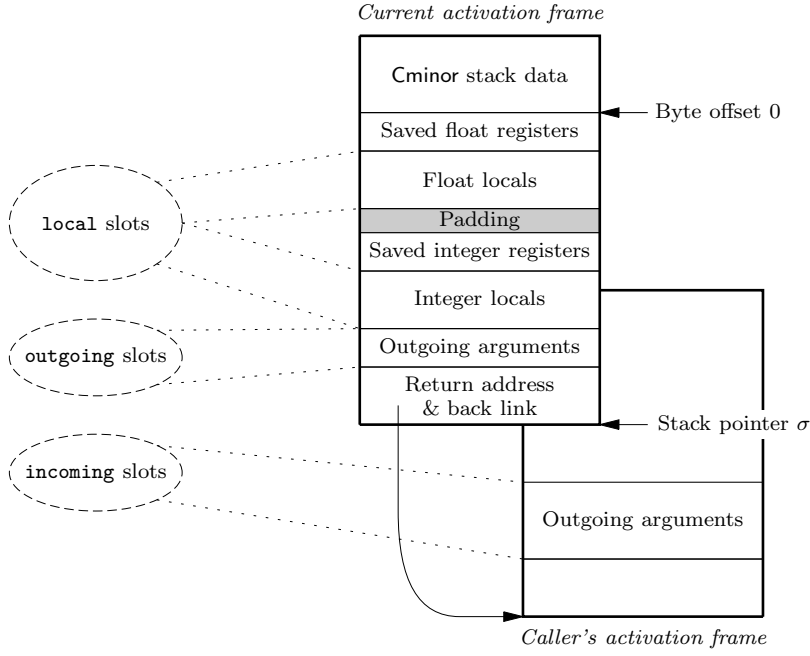 Current activation frame
Cminor stack data
Byte offset 0
Saved float registers
Float locals
local slots
Padding
Saved integer registers
Integer locals
outgoing slots
Outgoing arguments
Return address
& back link
Stack pointer σ
incoming slots
Outgoing arguments
Caller's activation frame